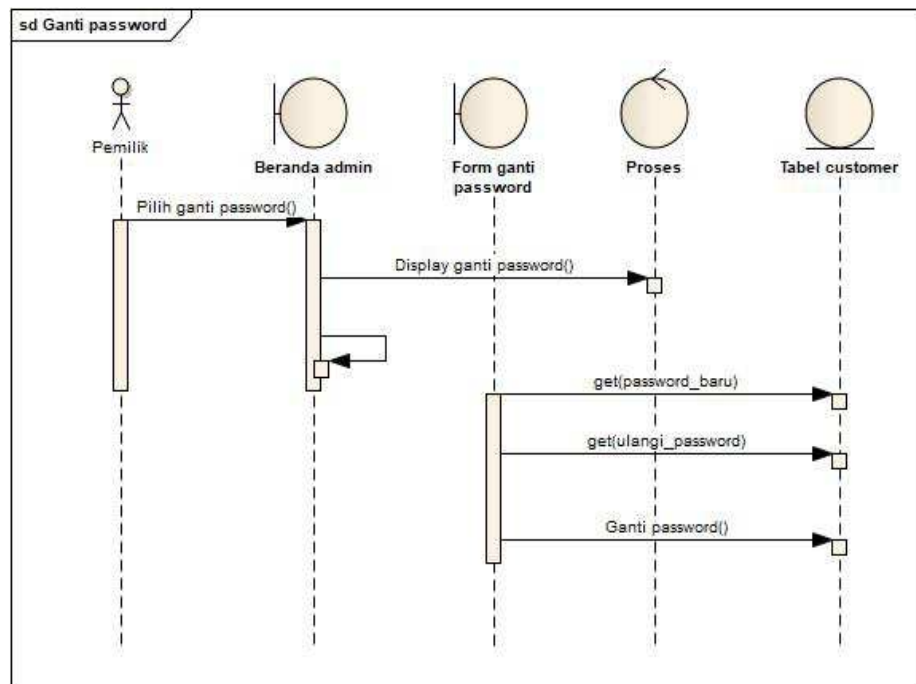 sd Ganti password
Pemilik
Beranda admin
Form ganti
password
Proses
Tabel customer
Pilih ganti password()
Display ganti password()
get(password_baru)
get(ulangi_password)
Ganti password()